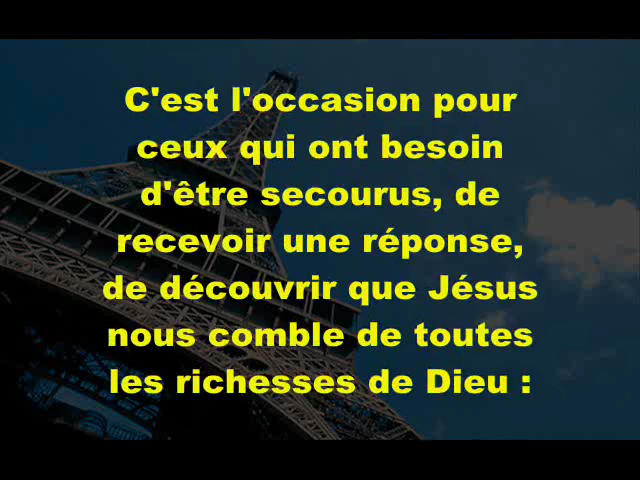 C'est l'occasion pour
ceux qui ont besoin
d'être secourus, de
recevoir une réponse,
de découvrir que Jésus
nous comble de toutes
les richesses de Dieu :